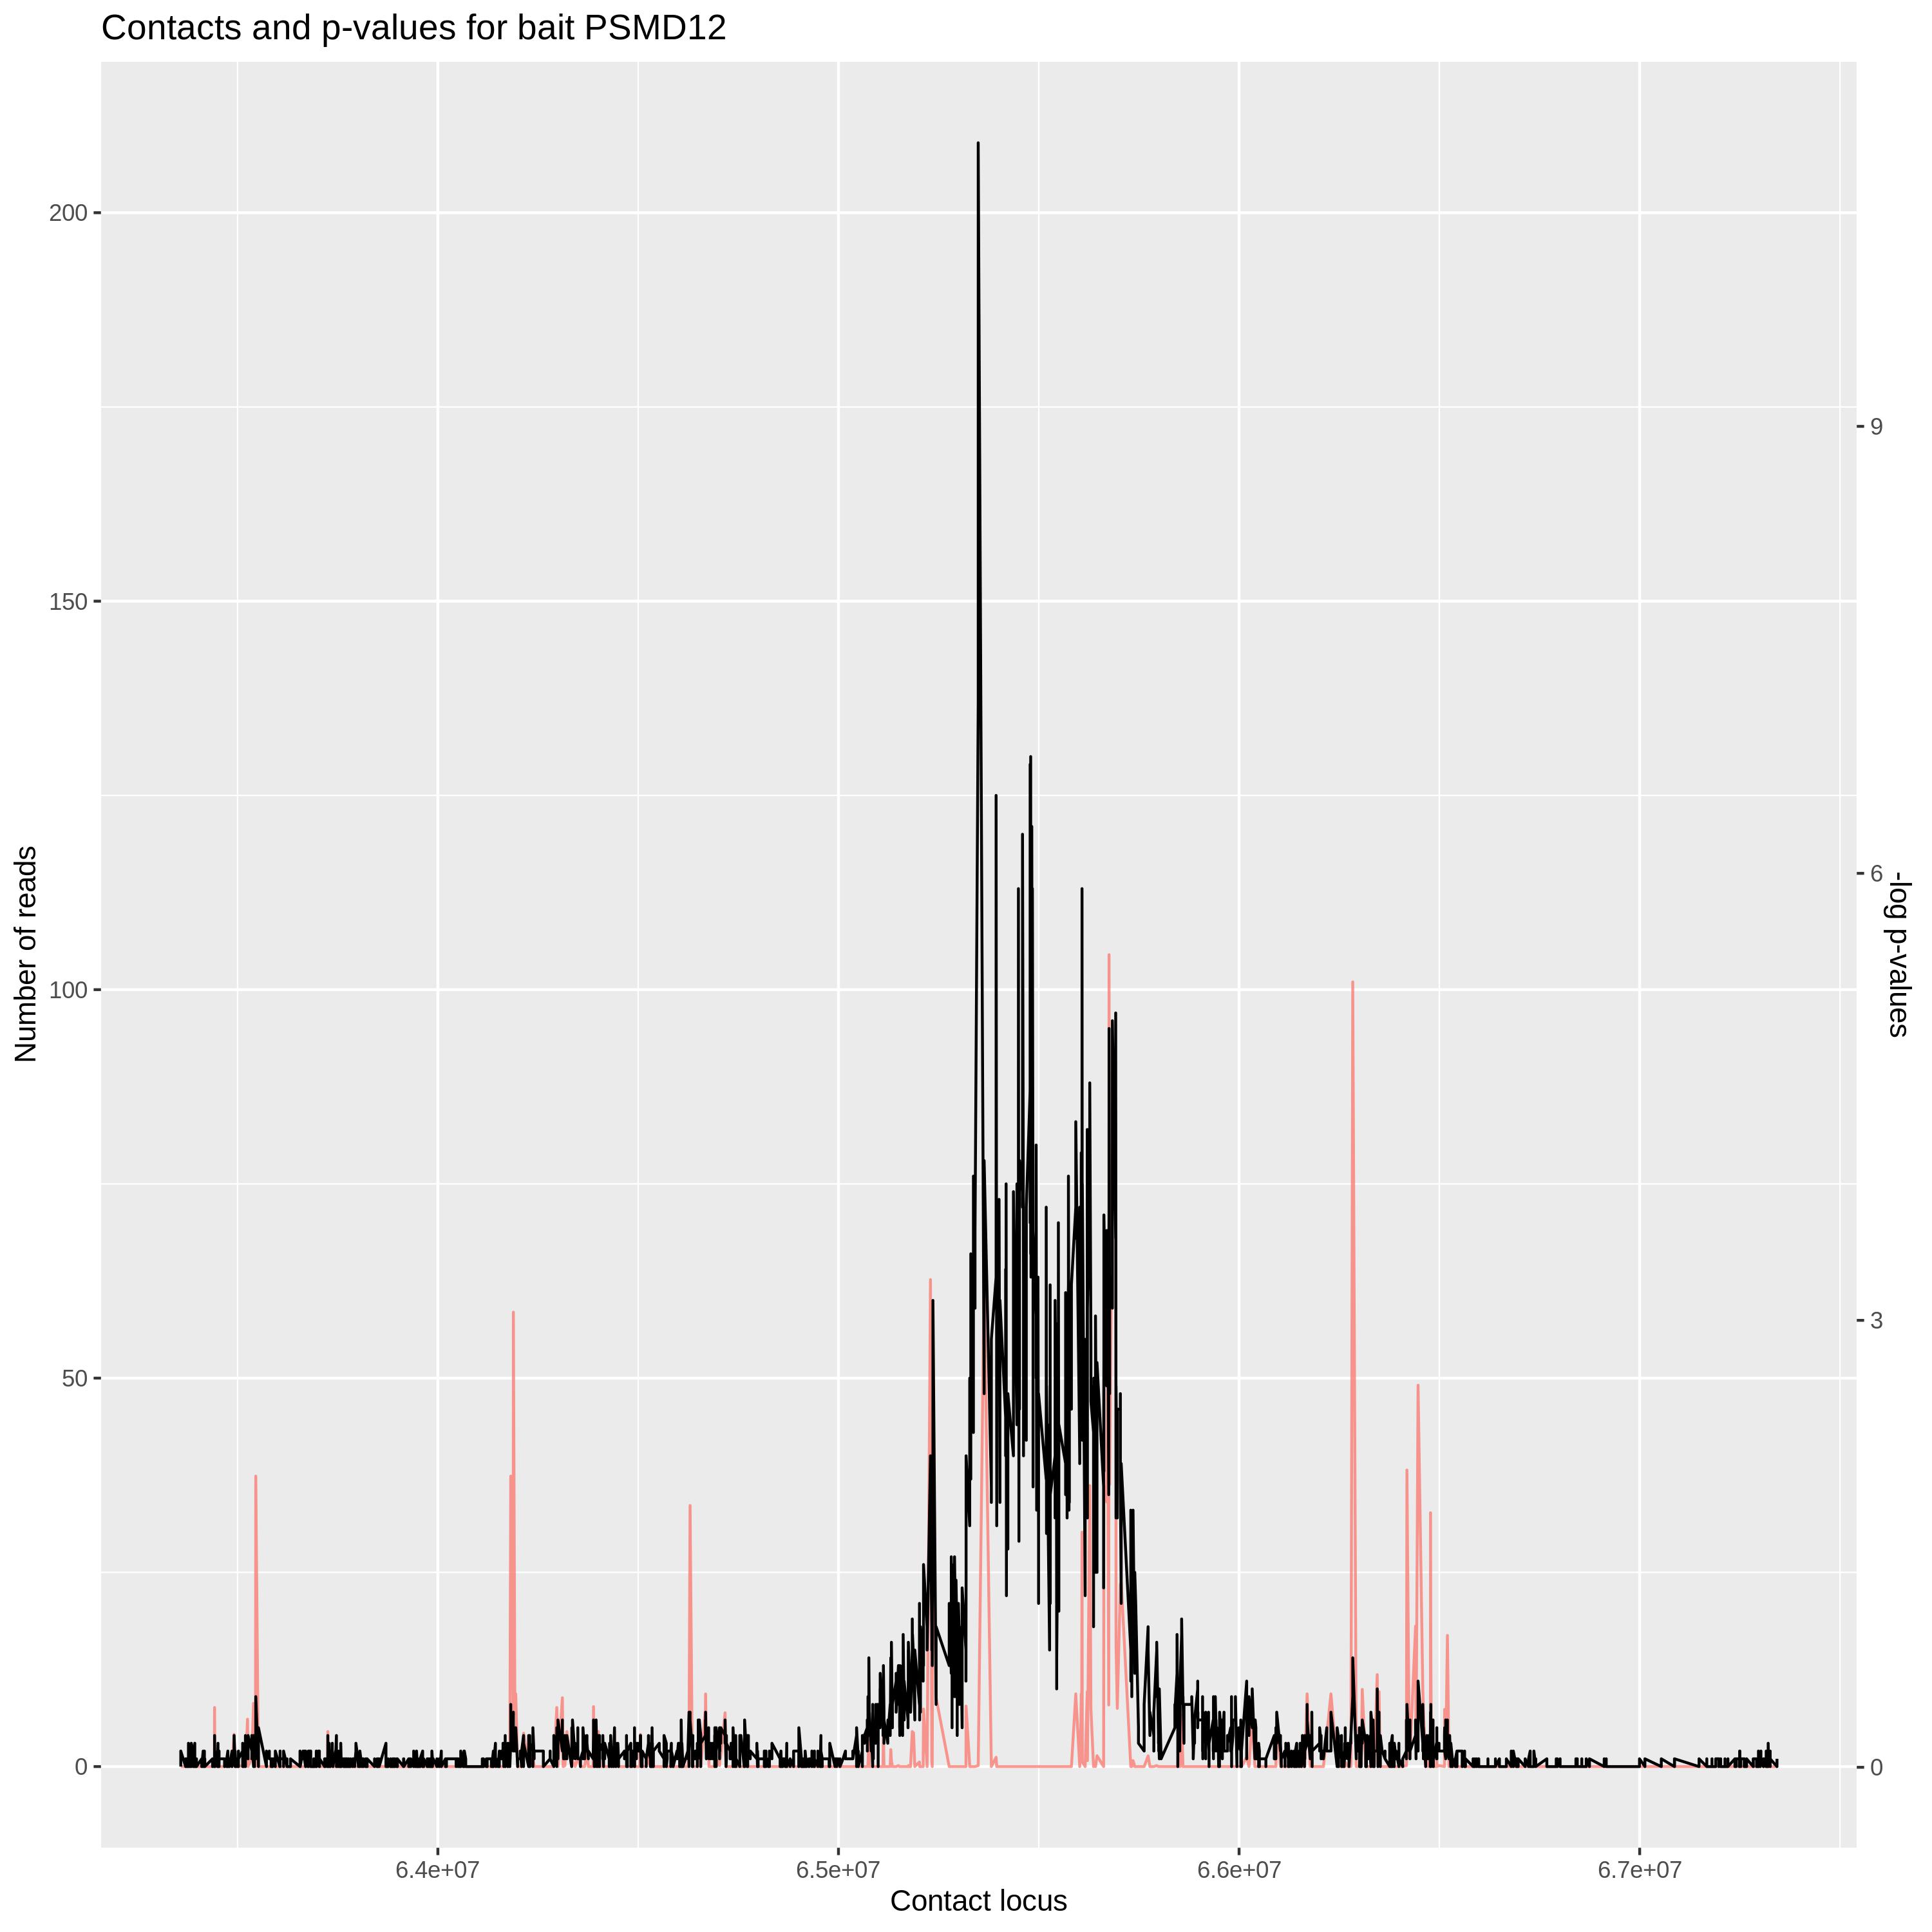 Contacts and p-values for bait PSMD12
200
150
100
50
0
Number of reads
9
6
3
0
-log p-values
6.4e+07 6.5e+07 6.6e+07 6.7e+07
Contact locus